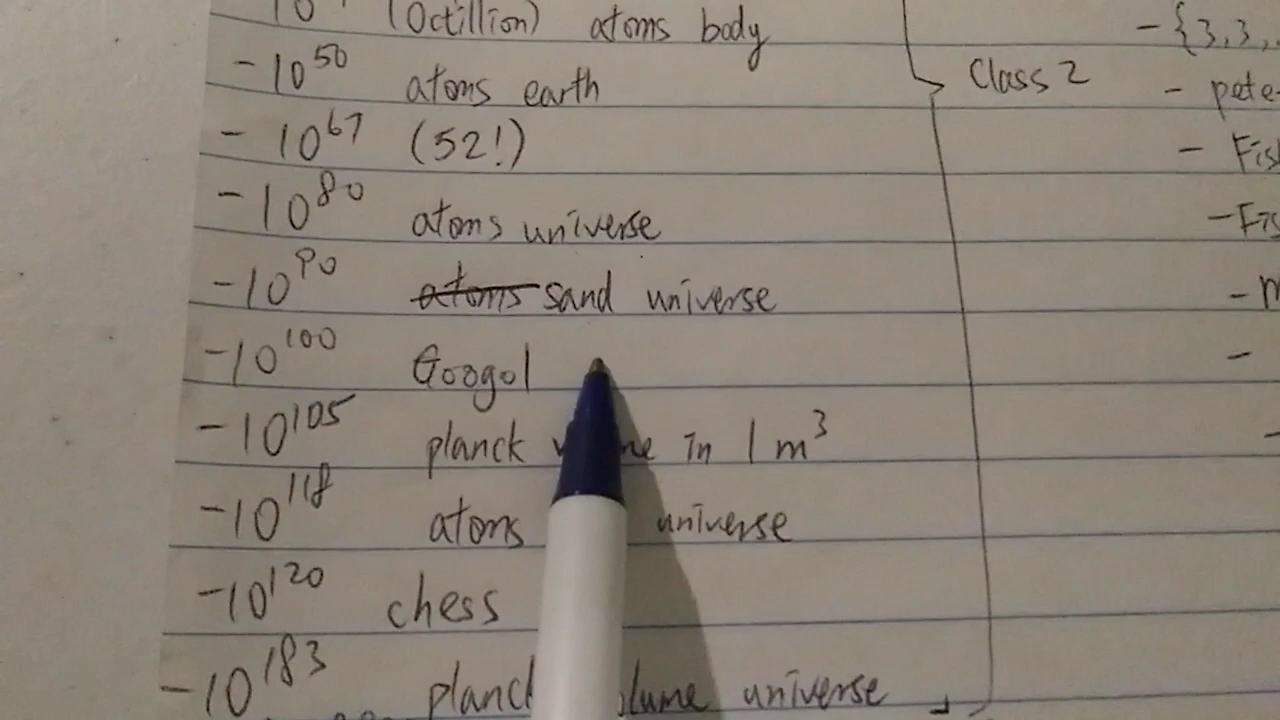 (Octillion) atoms body
- 10^50 atoms earth
- 10^67 (52!)
- 10^80 atoms universe
- 10^90 atoms sand universe
- 10^100 Googol
- 10^105 planck in 1 m^3
- 10^118 atoms universe
- 10^120 chess
- 10^183 planck universe
Class 2
- {3,3,
-
-
-
-
-